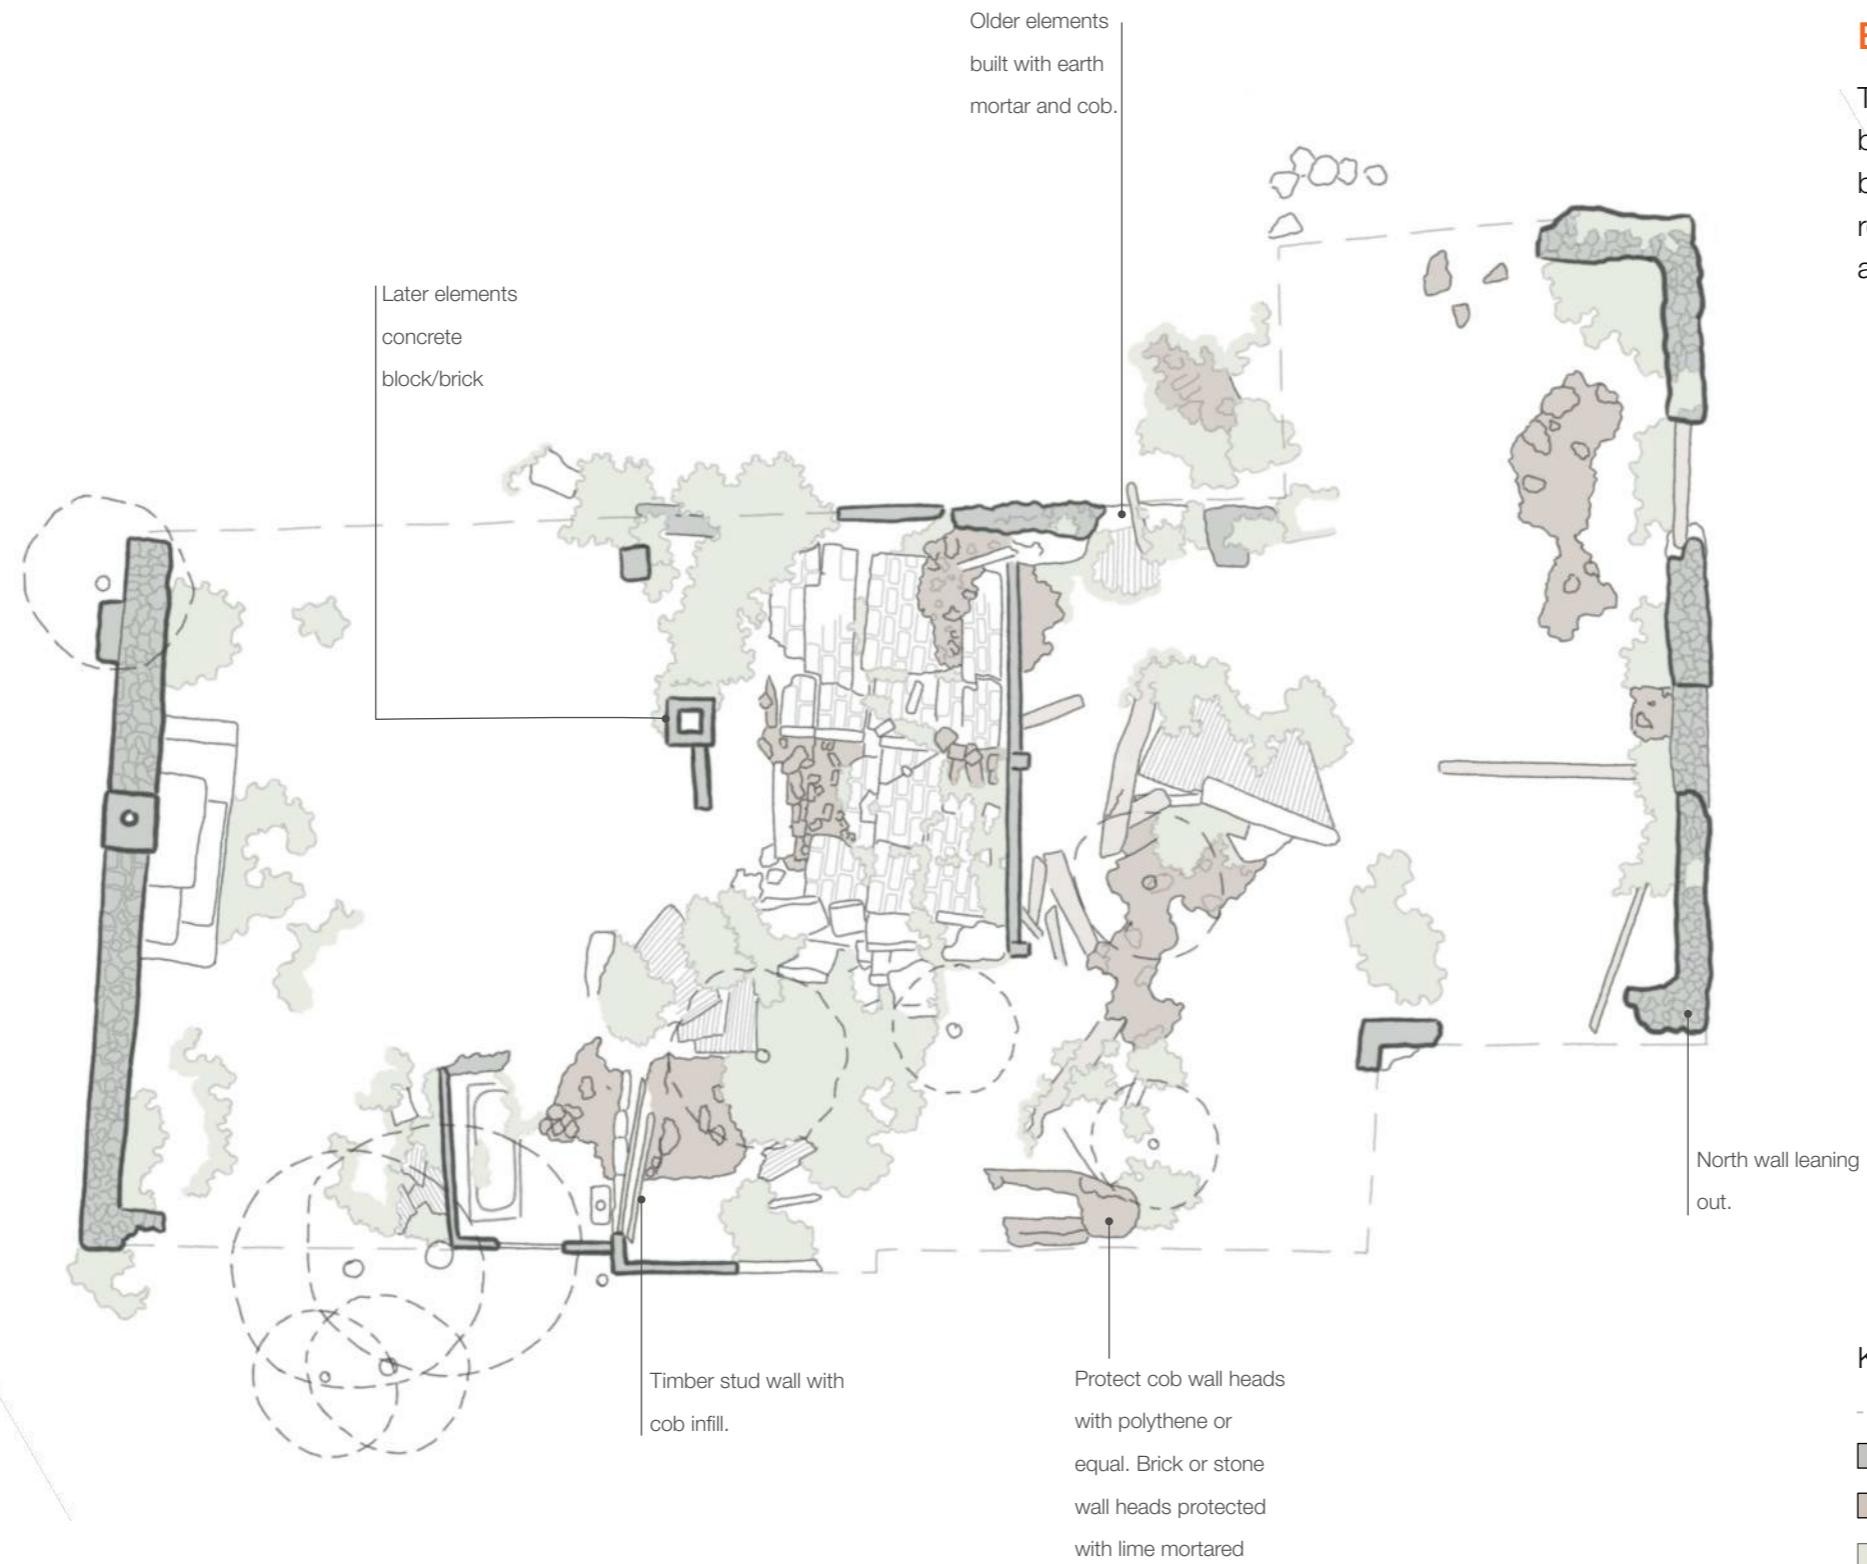 Older elements
built with earth
mortar and cob.
Later elements
concrete
block/brick
North wall leaning
out.
Timber stud wall with
cob infill.
Protect cob wall heads
with polythene or
equal. Brick or stone
wall heads protected
with lime mortared